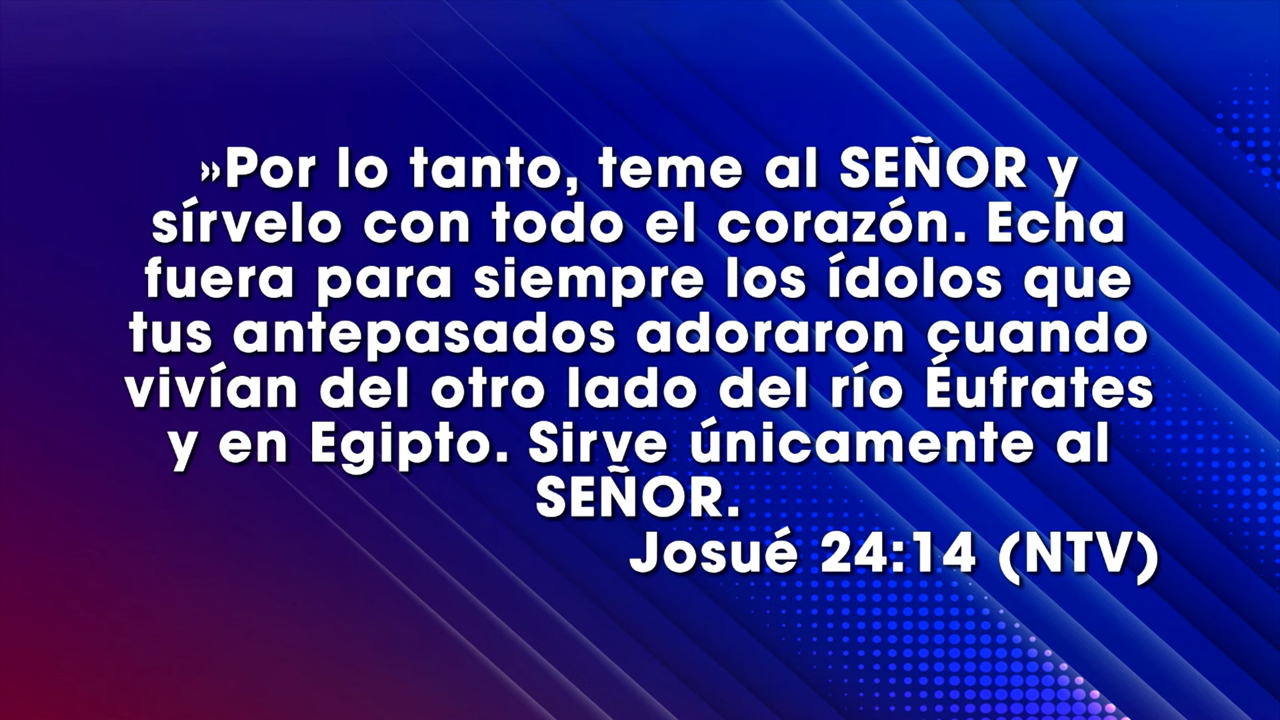 »Por lo tanto, teme al SEÑOR y
sírvelo con todo el corazón. Echa
fuera para siempre los ídolos que
tus antepasados adoraron cuando
vivían del otro lado del río Éufrates
y en Egipto. Sirve únicamente al
SEÑOR.
Josué 24:14 (NTV)